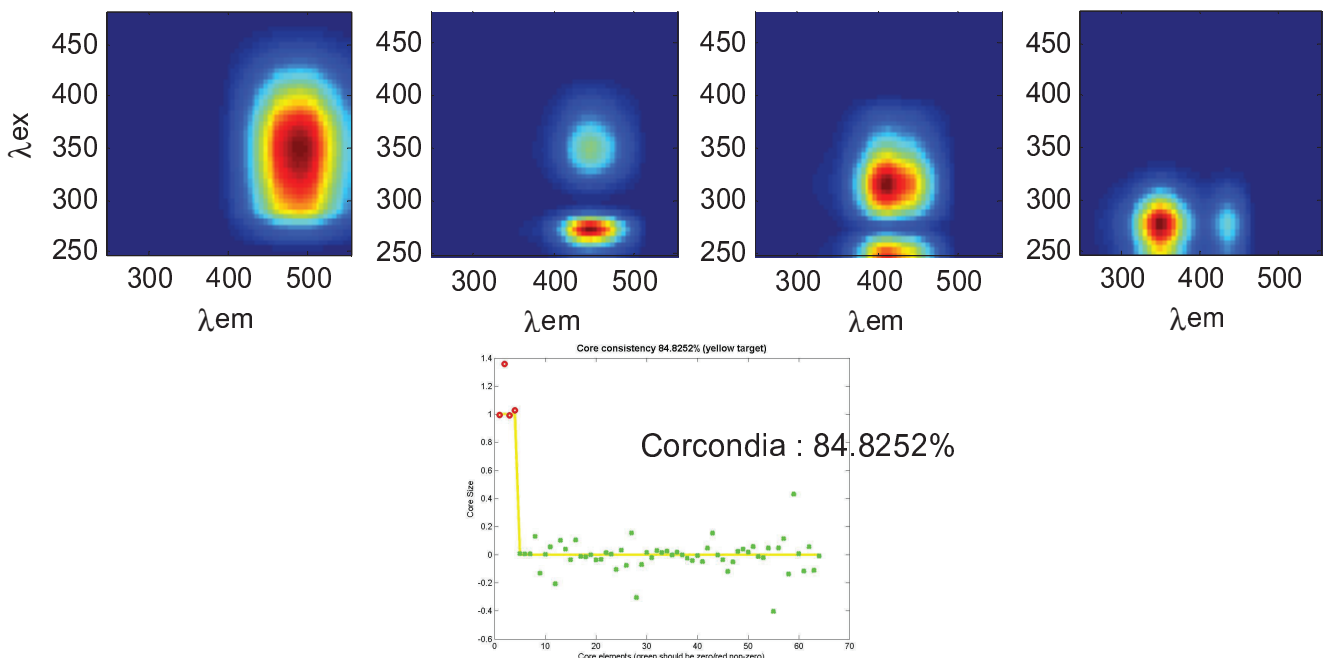 450
400
350
300
250
λex
300 400 500
λem
450
400
350
300
250
300 400 500
λem
450
400
350
300
250
300 400 500
λem
450
400
350
300
250
300 400 500
λem
Core consistency 84.8252% (yellow target)
1.4
1.2
1
0.8
0.6
0.4
0.2
0
-0.2
-0.4
-0.6
Core Size
Corcondia : 84.8252%
0 10 20 30 40 50 60 70
Core elements (green should be zero/red non-zero)